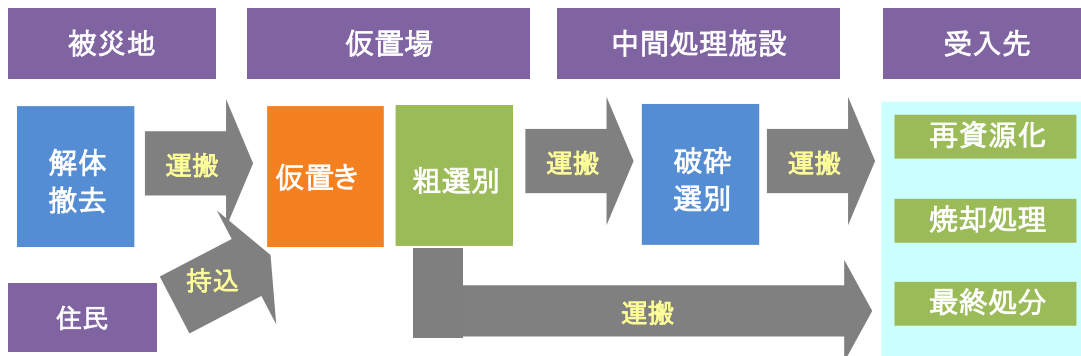 被災地
仮置場
中間処理施設
受入先
解体
撤去
運搬
仮置き
粗選別
運搬
破砕
選別
運搬
再資源化
焼却処理
最終処分
住民
持込
運搬